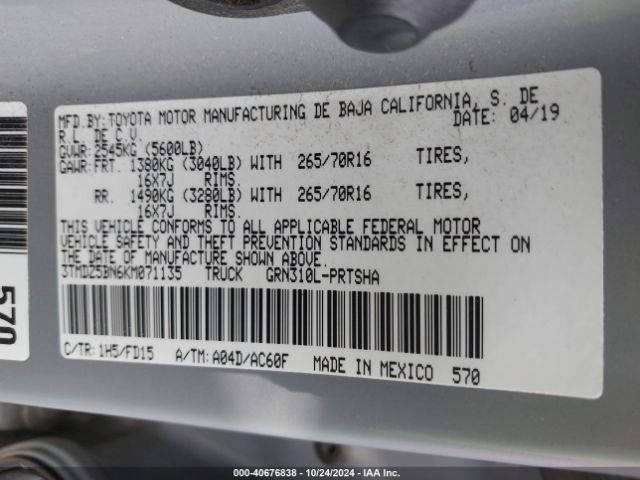 MFD.BY: TOYOTA MOTOR MANUFACTURING DE BAJA CALIFORNIA, S. DE
R.L. DE C.V. DATE: 04/19
GVWR: 2545KG (5600LB)
GAWR: FRT. 1380KG (3040LB) WITH 265/70R16 TIRES,
16X7J RIMS.
RR. 1490KG (3280LB) WITH 265/70R16 TIRES,
16X7J RIMS.
THIS VEHICLE CONFORMS TO ALL APPLICABLE FEDERAL MOTOR
VEHICLE SAFETY AND THEFT PREVENTION STANDARDS IN EFFECT ON
THE DATE OF MANUFACTURE SHOWN ABOVE.
3TMDZ5BN6KM071135 TRUCK GRN310L-PRTSHA
C/TR: 1H5/FD15 A/TM: A04D/AC60F MADE IN MEXICO 570
570
000-40676838 • 10/24/2024 • IAA Inc.